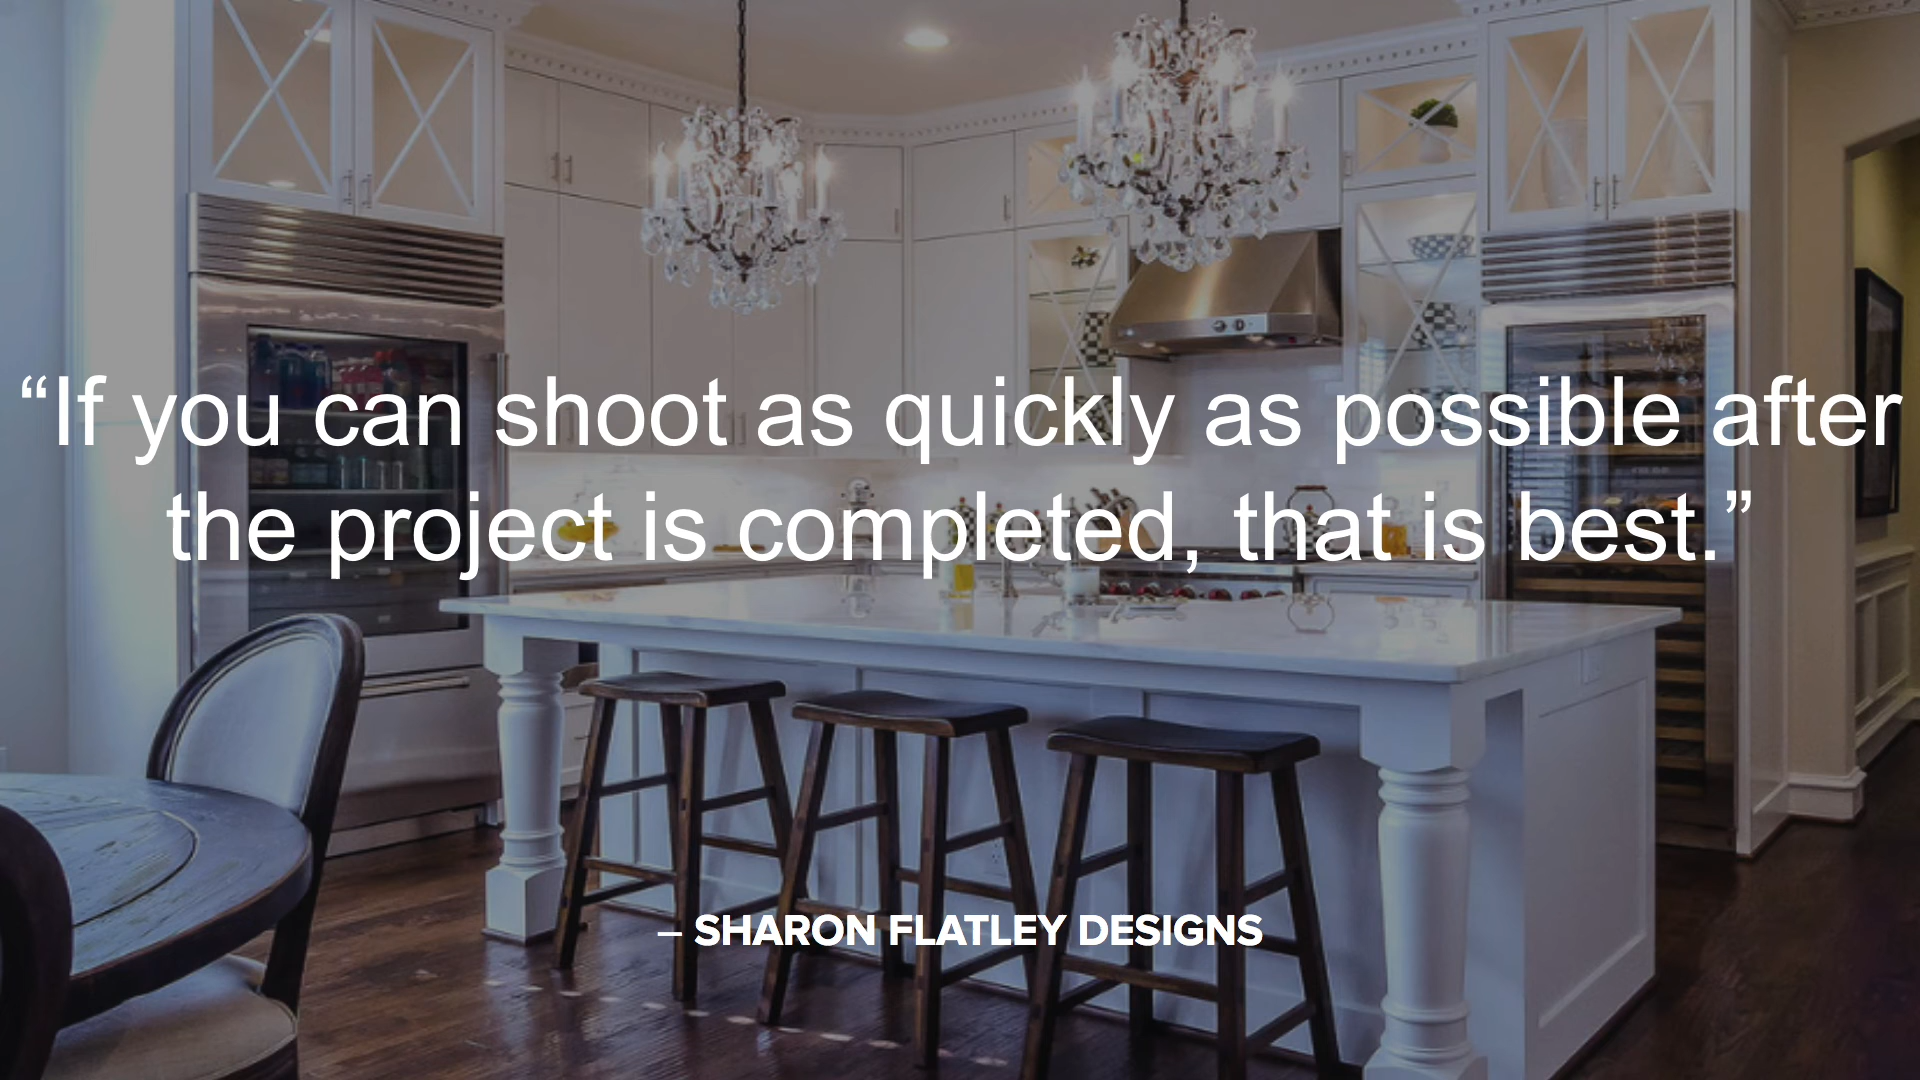 “If you can shoot as quickly as possible after
the project is completed, that is best.”
– SHARON FLATLEY DESIGNS